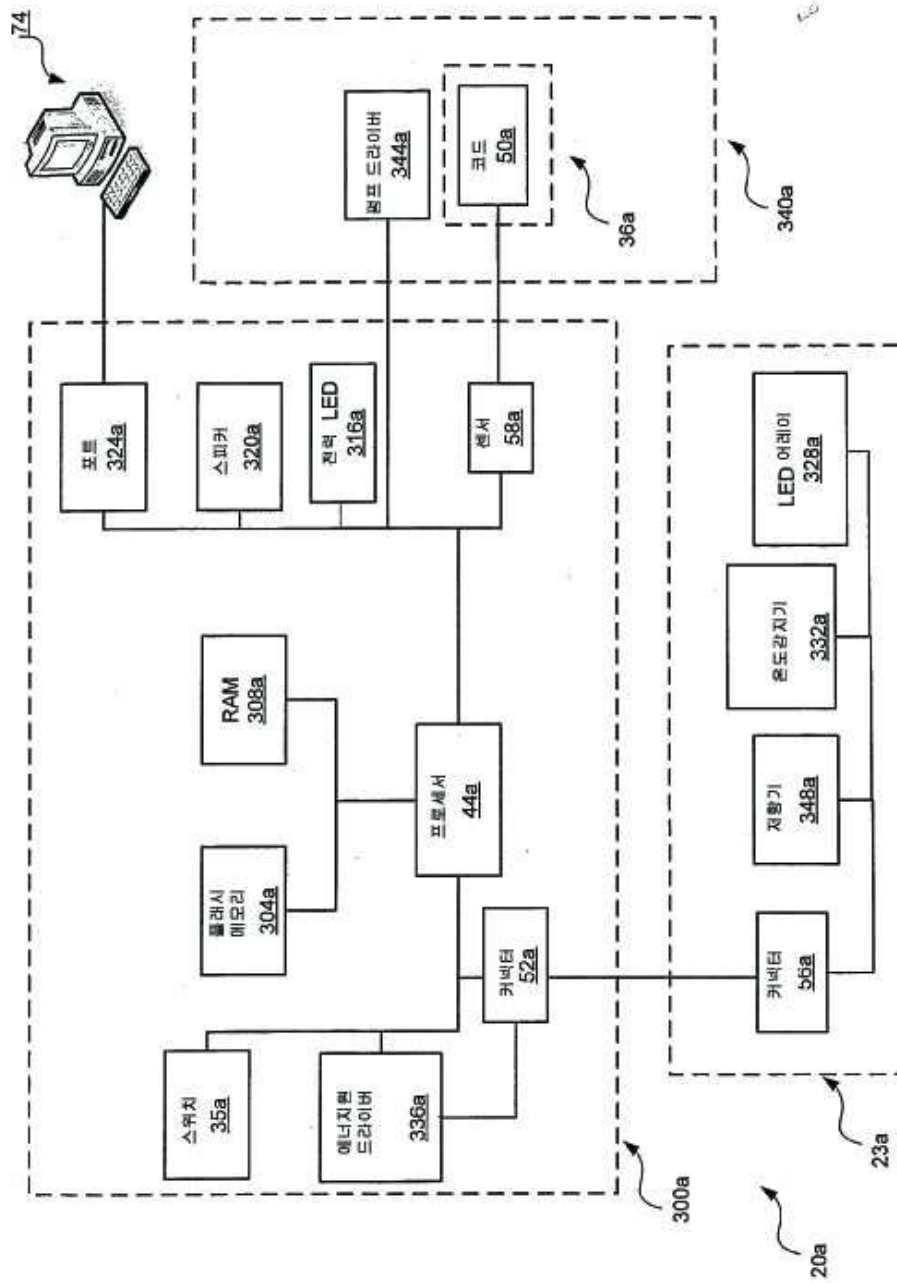 74
포트
324a
스피커
320a
전력 LED
316a
펌프 드라이버
344a
코드
50a
36a
340a
센서
58a
RAM
308a
플래시
메모리
304a
프로세서
44a
스위치
35a
에너지원
드라이버
336a
커넥터
52a
300a
커넥터
56a
저항기
348a
온도감지기
332a
LED 어레이
328a
23a
20a